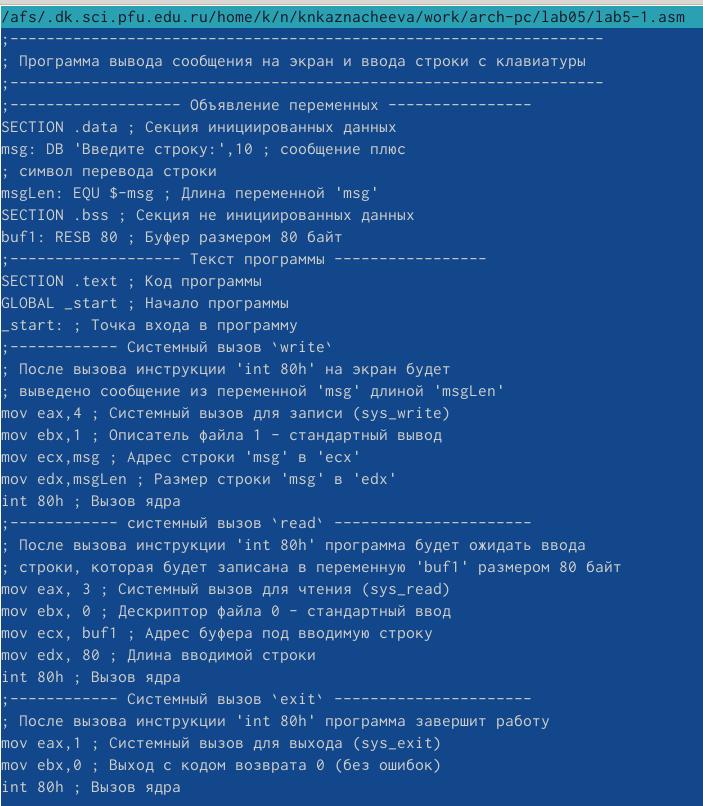 /afs/.dk.sci.pfu.edu.ru/home/k/n/knkaznacheeva/work/arch-pc/lab05/lab5-1.asm
;------------------------------------------------------------------
; Программа вывода сообщения на экран и ввода строки с клавиатуры
;------------------------------------------------------------------
;------------------- Объявление переменных ----------------
SECTION .data ; Секция инициированных данных
msg: DB 'Введите строку:',10 ; сообщение плюс
; символ перевода строки
msgLen: EQU $-msg ; Длина переменной 'msg'
SECTION .bss ; Секция не инициированных данных
buf1: RESB 80 ; Буфер размером 80 байт
;------------------- Текст программы -----------------
SECTION .text ; Код программы
GLOBAL _start ; Начало программы
_start: ; Точка входа в программу
;------------ Системный вызов `write`
; После вызова инструкции 'int 80h' на экран будет
; выведено сообщение из переменной 'msg' длиной 'msgLen'
mov eax,4 ; Системный вызов для записи (sys_write)
mov ebx,1 ; Описатель файла 1 - стандартный вывод
mov ecx,msg ; Адрес строки 'msg' в 'ecx'
mov edx,msgLen ; Размер строки 'msg' в 'edx'
int 80h ; Вызов ядра
;------------ системный вызов `read` ----------------------
; После вызова инструкции 'int 80h' программа будет ожидать ввода
; строки, которая будет записана в переменную 'buf1' размером 80 байт
mov eax, 3 ; Системный вызов для чтения (sys_read)
mov ebx, 0 ; Дескриптор файла 0 - стандартный ввод
mov ecx, buf1 ; Адрес буфера под вводимую строку
mov edx, 80 ; Длина вводимой строки
int 80h ; Вызов ядра
;------------ Системный вызов `exit` ----------------------
; После вызова инструкции 'int 80h' программа завершит работу
mov eax,1 ; Системный вызов для выхода (sys_exit)
mov ebx,0 ; Выход с кодом возврата 0 (без ошибок)
int 80h ; Вызов ядра